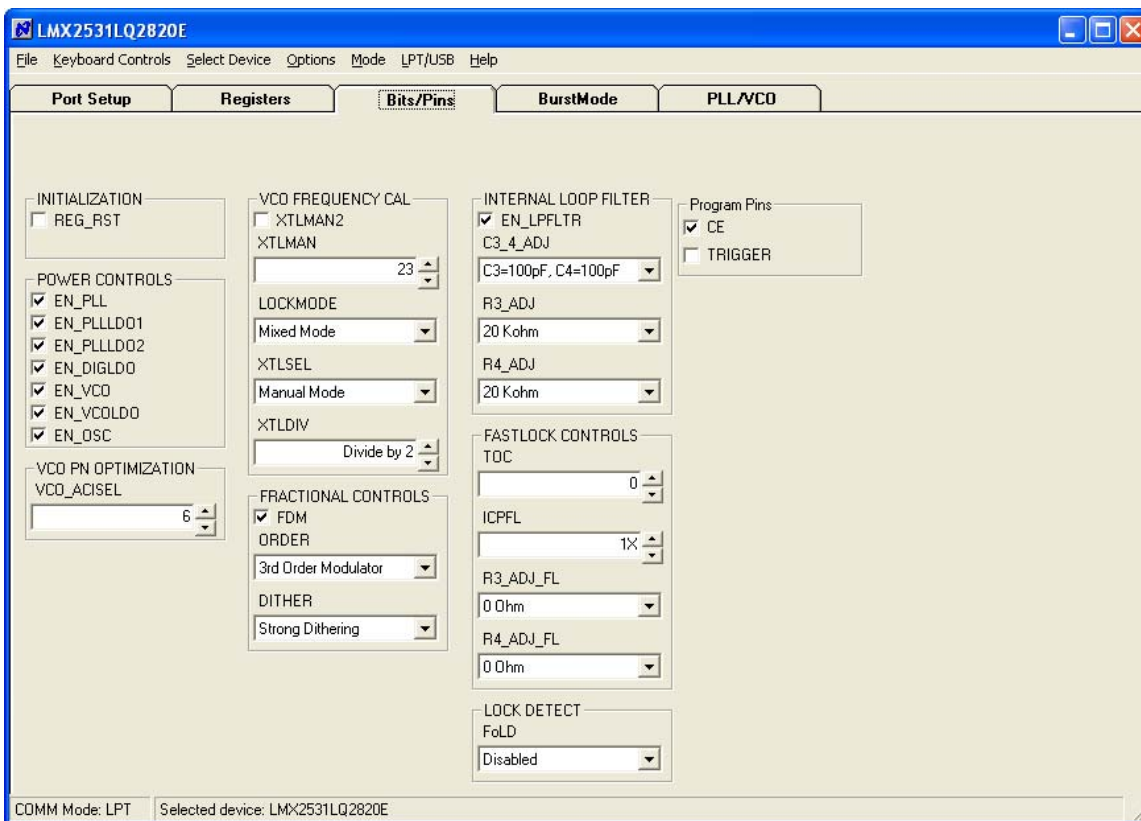 LMX2531LQ2820E
File Keyboard Controls Select Device Options Mode LPT/USB Help
Port Setup Registers Bits/Pins BurstMode PLL/VCO
INITIALIZATION
REG_RST
POWER CONTROLS
EN_PLL
EN_PLLLDO1
EN_PLLLDO2
EN_DIGLDO
EN_VCO
EN_VCOLDO
EN_OSC
VCO PN OPTIMIZATION
VCO_ACISEL
6
VCO FREQUENCY CAL
XTLMAN2
XTLMAN
23
LOCKMODE
Mixed Mode
XTLSEL
Manual Mode
XTLDIV
Divide by 2
FRACTIONAL CONTROLS
FDM
ORDER
3rd Order Modulator
DITHER
Strong Dithering
INTERNAL LOOP FILTER
EN_LPFLTR
C3_4_ADJ
C3=100pF, C4=100pF
R3_ADJ
20 Kohm
R4_ADJ
20 Kohm
FASTLOCK CONTROLS
TOC
0
ICPFL
1X
R3_ADJ_FL
0 Ohm
R4_ADJ_FL
0 Ohm
LOCK DETECT
FoLD
Disabled
Program Pins
CE
TRIGGER
COMM Mode: LPT Selected device: LMX2531LQ2820E